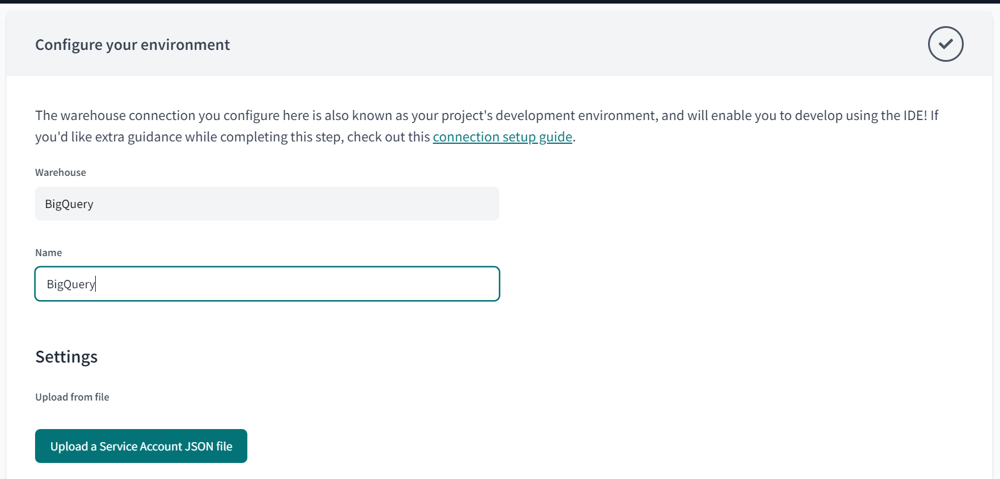 Configure your environment
The warehouse connection you configure here is also known as your project's development environment, and will enable you to develop using the IDE! If
you'd like extra guidance while completing this step, check out this connection setup guide.
Warehouse
BigQuery
Name
BigQuery
Settings
Upload from file
Upload a Service Account JSON file